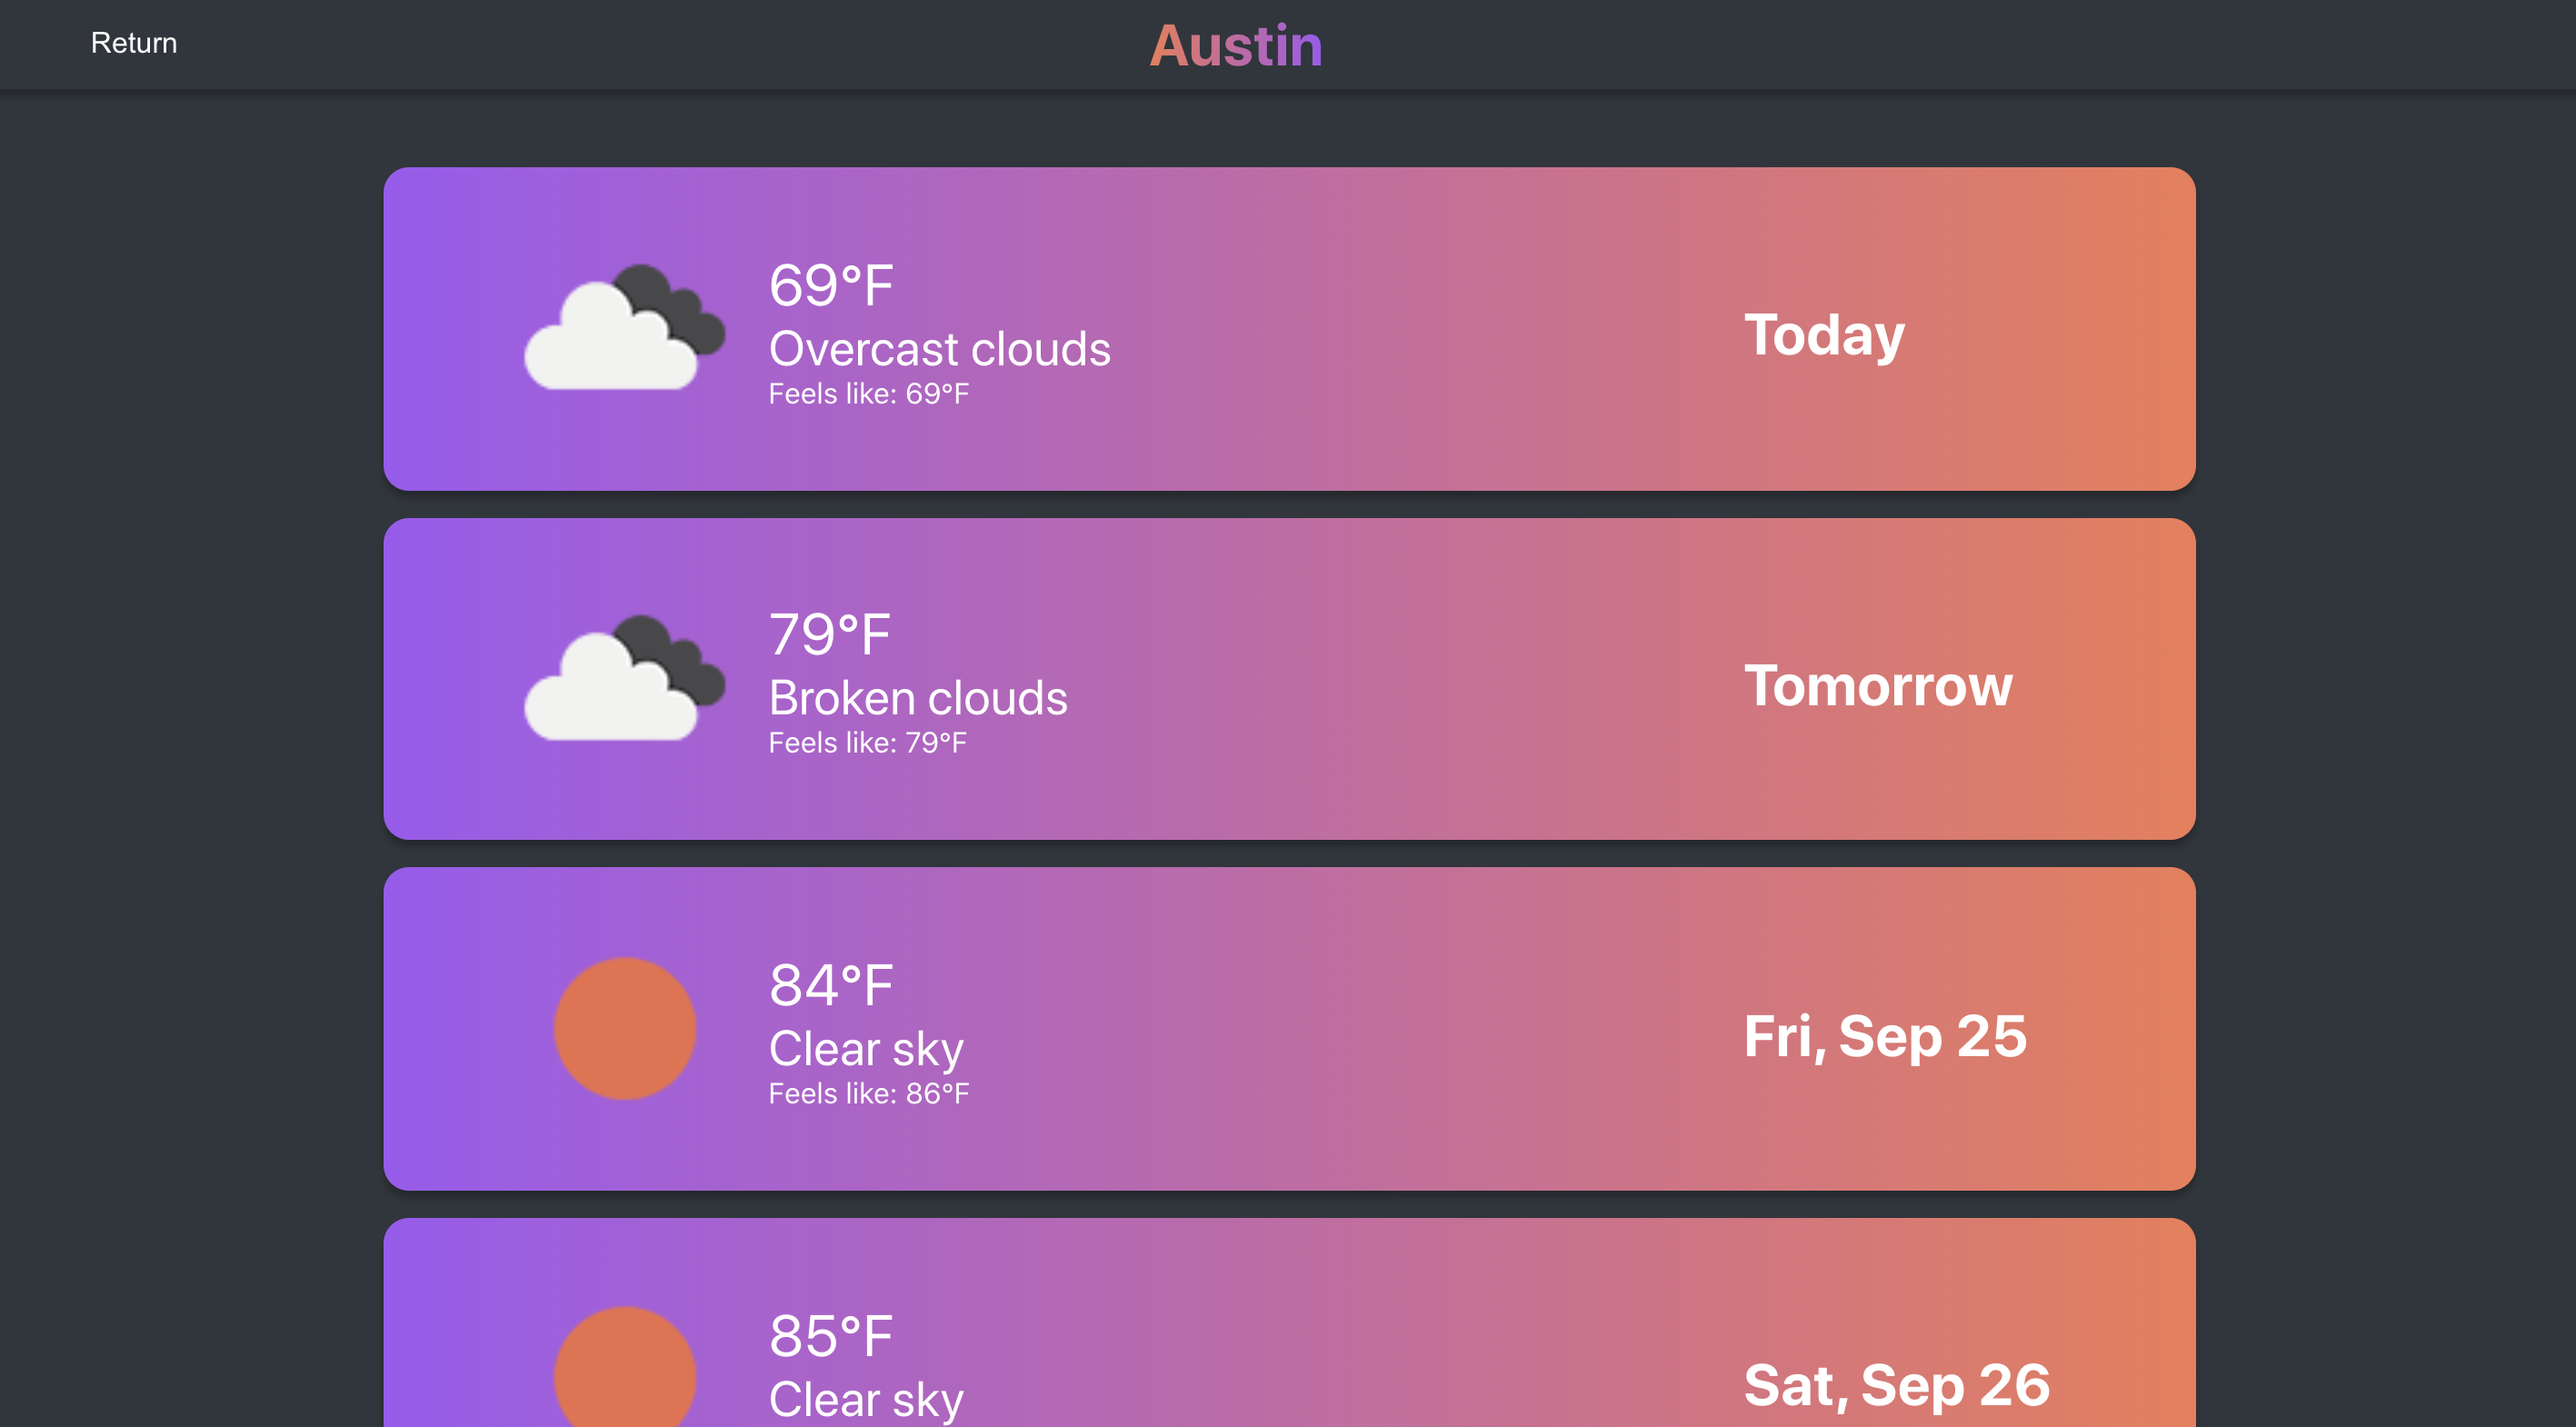 Return
Austin
69°F
Overcast clouds
Feels like: 69°F
Today
79°F
Broken clouds
Feels like: 79°F
Tomorrow
84°F
Clear sky
Feels like: 86°F
Fri, Sep 25
85°F
Clear sky
Sat, Sep 26